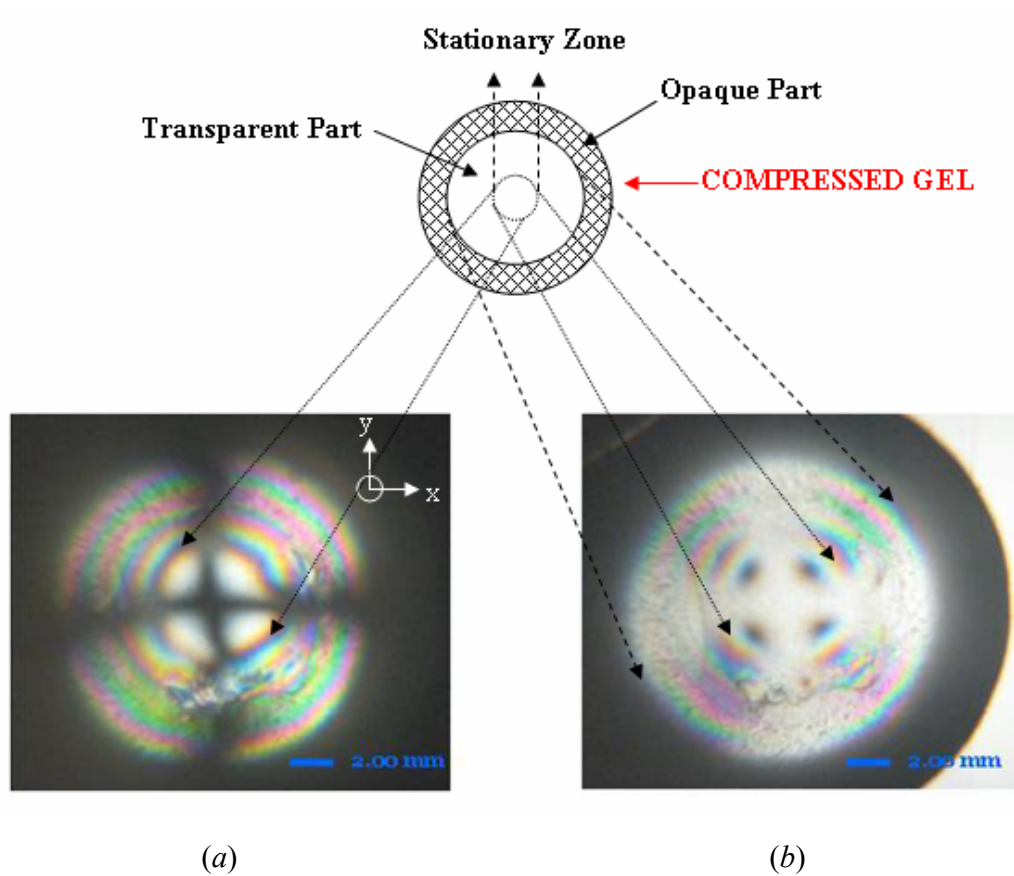 Stationary Zone
Opaque Part
Transparent Part
COMPRESSED GEL
y
x
2.00 mm
2.00 mm
(a)
(b)